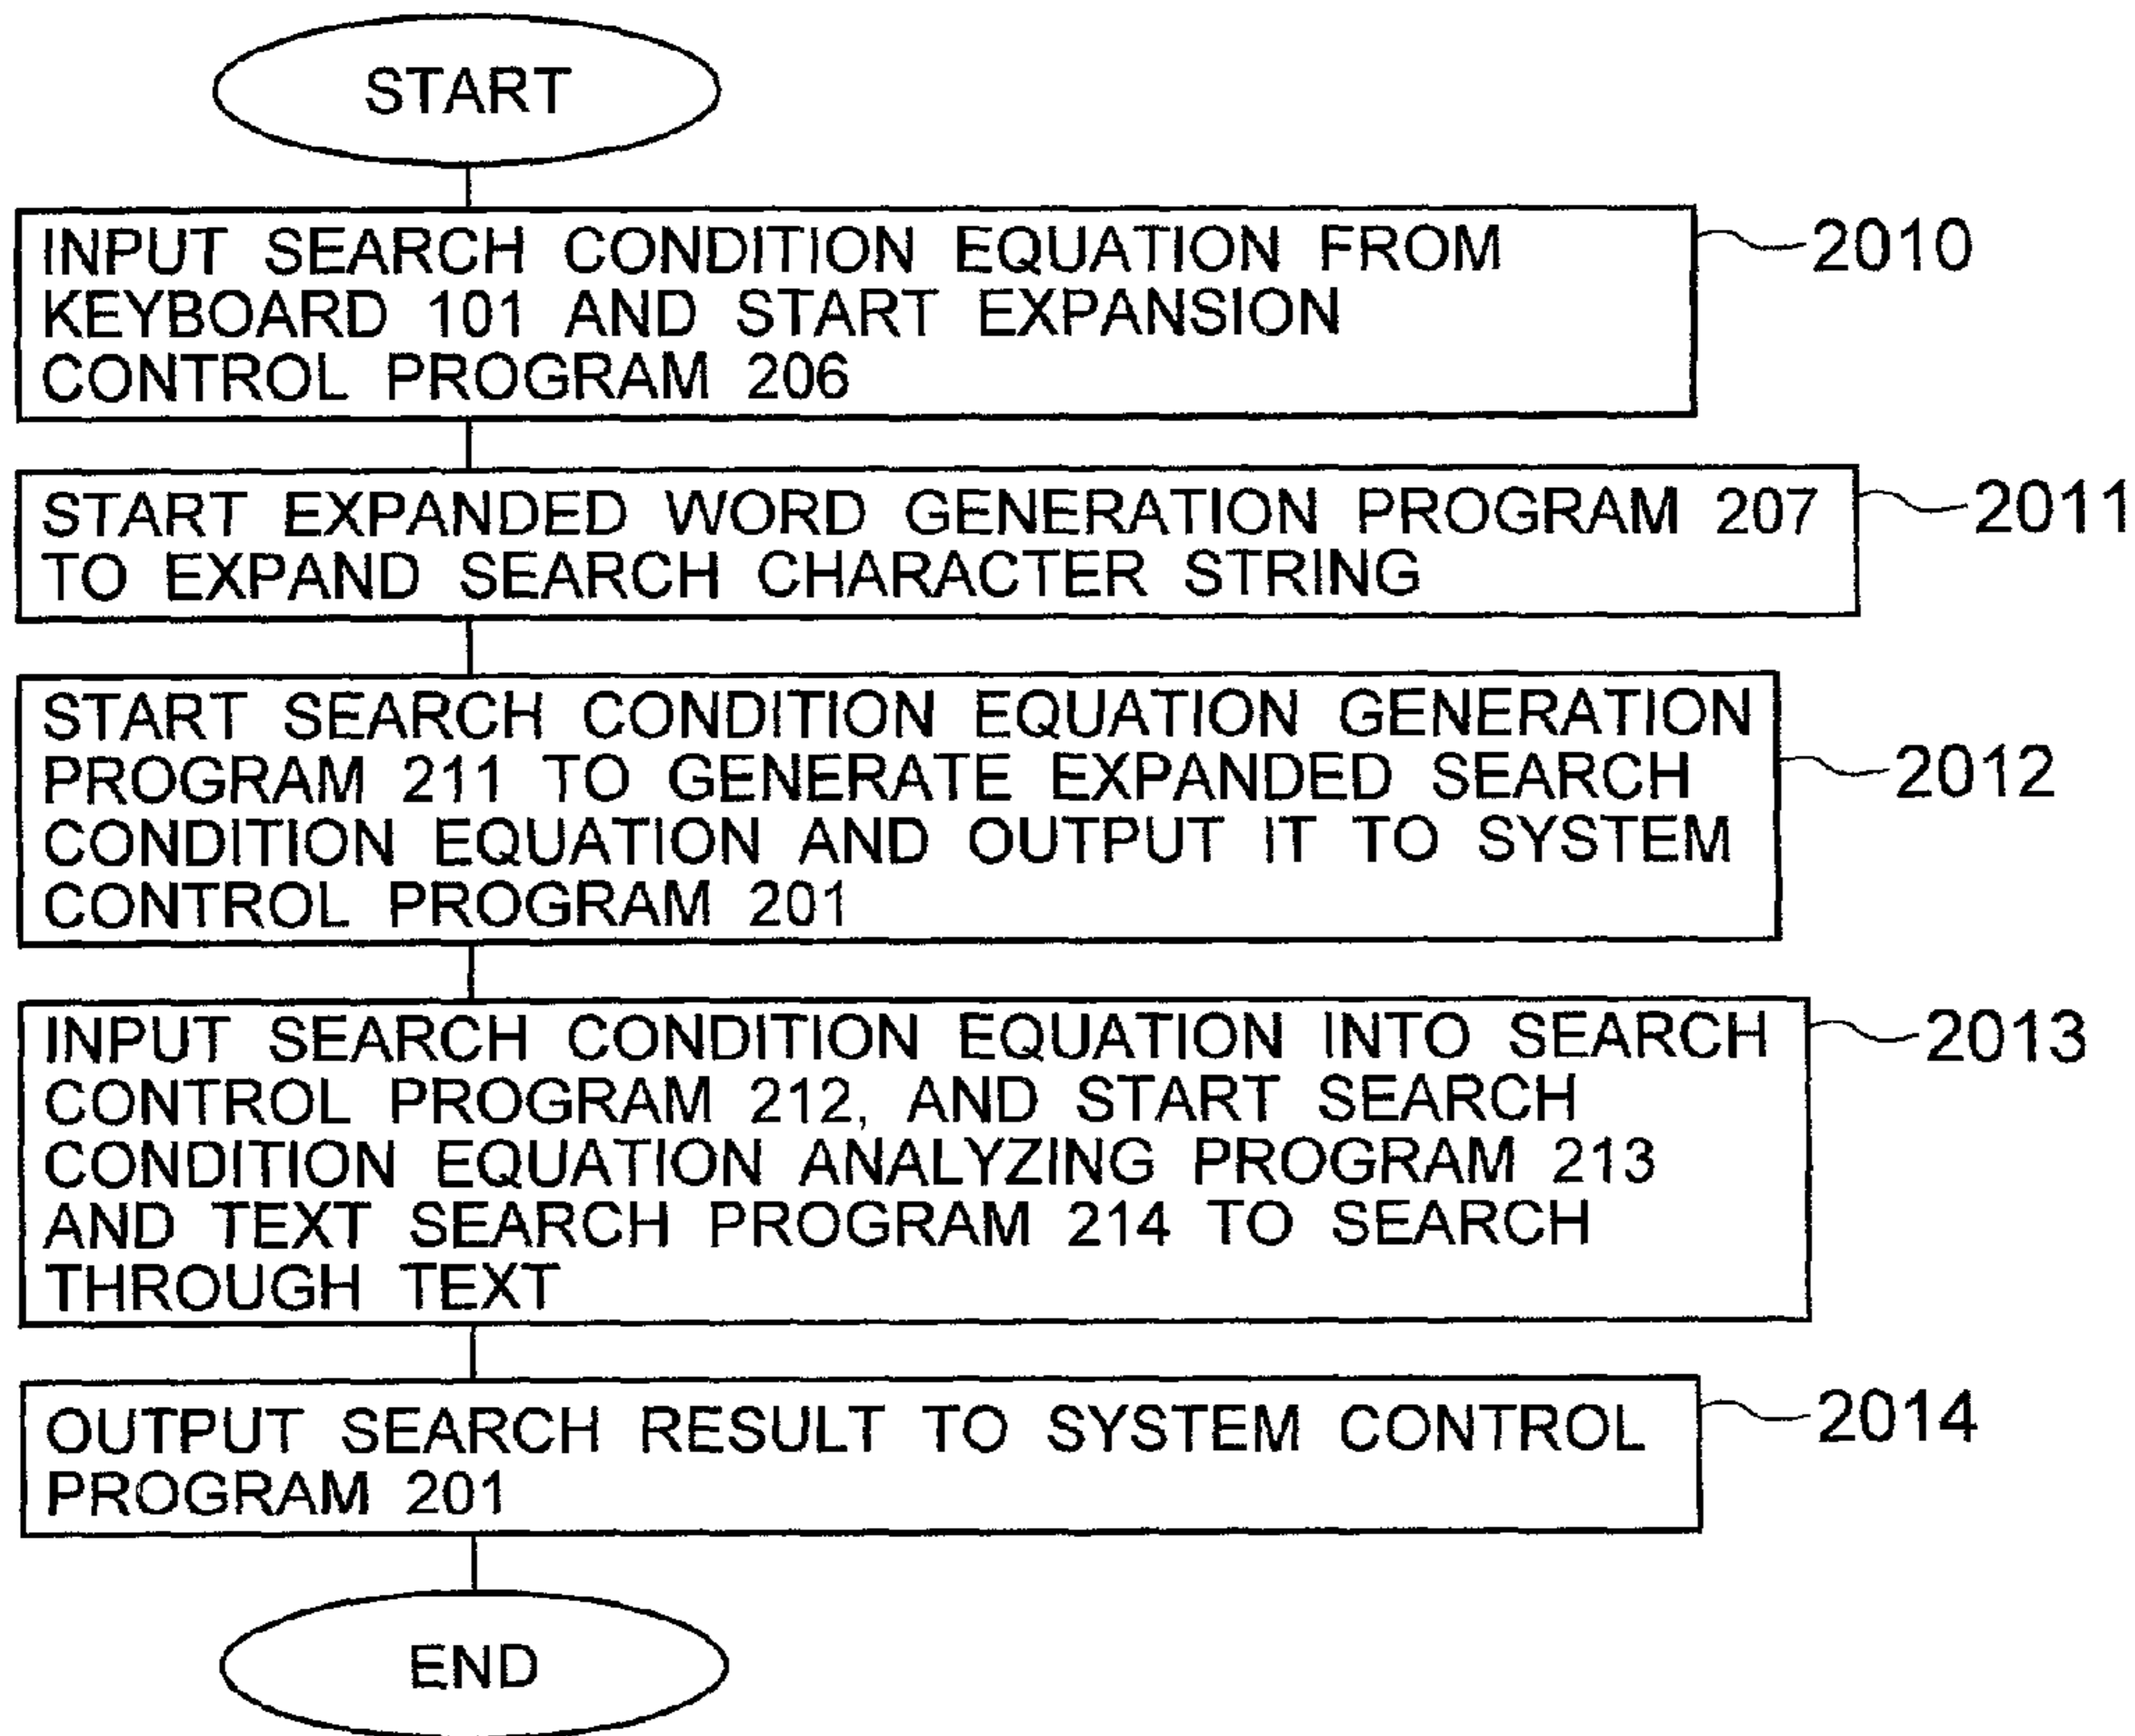 START
INPUT SEARCH CONDITION EQUATION FROM
KEYBOARD 101 AND START EXPANSION
CONTROL PROGRAM 206
2010
START EXPANDED WORD GENERATION PROGRAM 207
TO EXPAND SEARCH CHARACTER STRING
2011
START SEARCH CONDITION EQUATION GENERATION
PROGRAM 211 TO GENERATE EXPANDED SEARCH
CONDITION EQUATION AND OUTPUT IT TO SYSTEM
CONTROL PROGRAM 201
2012
INPUT SEARCH CONDITION EQUATION INTO SEARCH
CONTROL PROGRAM 212, AND START SEARCH
CONDITION EQUATION ANALYZING PROGRAM 213
AND TEXT SEARCH PROGRAM 214 TO SEARCH
THROUGH TEXT
2013
OUTPUT SEARCH RESULT TO SYSTEM CONTROL
PROGRAM 201
2014
END